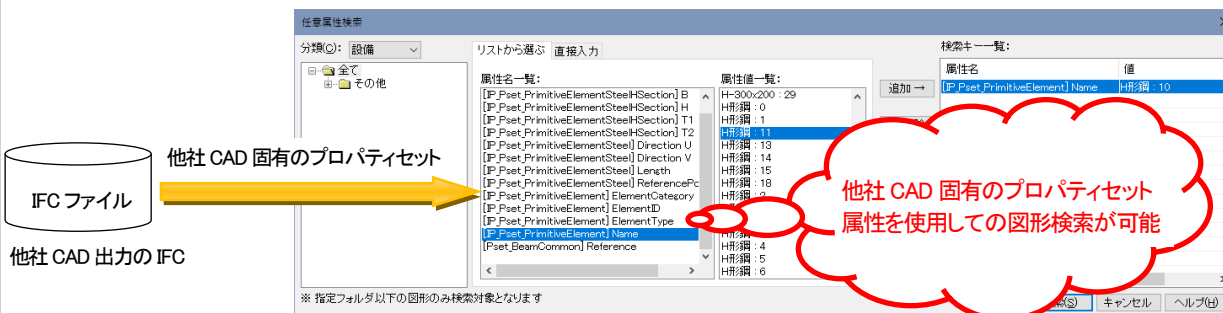 任意属性検索
分類(C): 設備
全て
その他
リストから選ぶ 直接入力
属性名一覧:
[IP_Pset_PrimitiveElementSteelHSection] B
[IP_Pset_PrimitiveElementSteelHSection] H
[IP_Pset_PrimitiveElementSteelHSection] T1
[IP_Pset_PrimitiveElementSteelHSection] T2
[IP_Pset_PrimitiveElementSteel] Direction U
[IP_Pset_PrimitiveElementSteel] Direction V
[IP_Pset_PrimitiveElementSteel] Length
[IP_Pset_PrimitiveElementSteel] ReferencePc
[IP_Pset_PrimitiveElement] ElementCategory
[IP_Pset_PrimitiveElement] ElementID
[IP_Pset_PrimitiveElement] ElementType
[IP_Pset_PrimitiveElement] Name
[Pset_BeamCommon] Reference
属性値一覧:
H-300x200 : 29
H形鋼 : 0
H形鋼 : 1
H形鋼 : 11
H形鋼 : 13
H形鋼 : 14
H形鋼 : 15
H形鋼 : 18
H形鋼 : 2
H形鋼 : 4
H形鋼 : 5
H形鋼 : 6
追加→
検索キー一覧:
属性名 値
[IP_Pset_PrimitiveElement] Name H形鋼 : 10
他社 CAD 固有のプロパティセット
IFC ファイル
他社 CAD 出力の IFC
他社 CAD 固有のプロパティセット
属性を使用しての図形検索が可能
※ 指定フォルダ以下の図形のみ検索対象となります
(S) キャンセル ヘルプ(H)